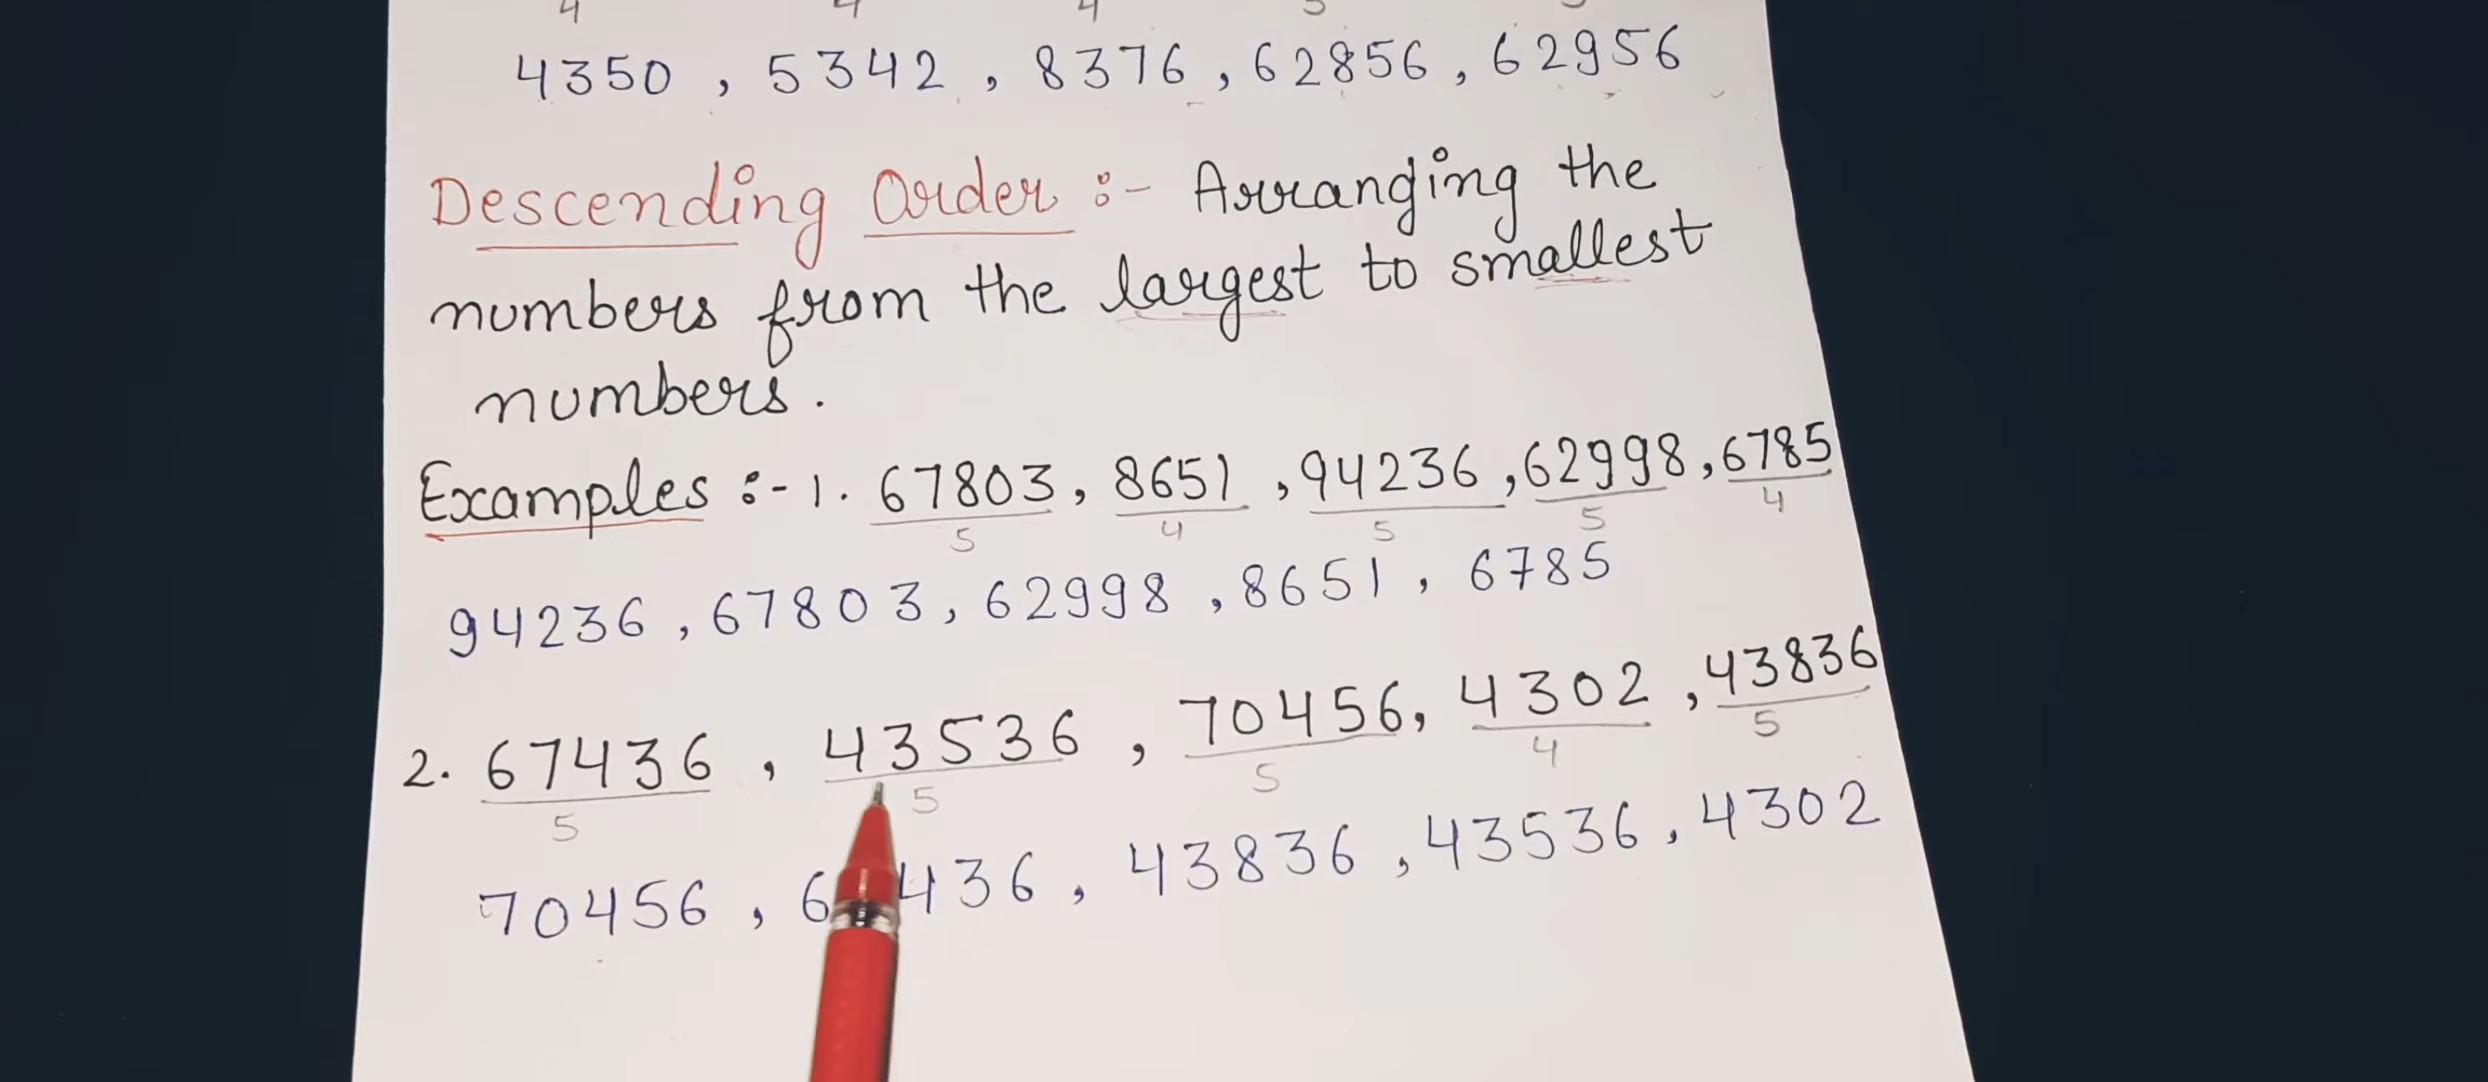 4350 , 5342 , 8376 , 62856 , 62956
Descending Order :- Arranging the
numbers from the largest to smallest
numbers .
Examples :- 1. 67803 , 8651 , 94236 , 62998 , 6785
5 4 5 5 4
94236 , 67803 , 62998 , 8651 , 6785
2. 67436 , 43536 , 70456 , 4302 , 43836
5 5 5 4 5
70456 , 6 436 , 43836 , 43536 , 4302